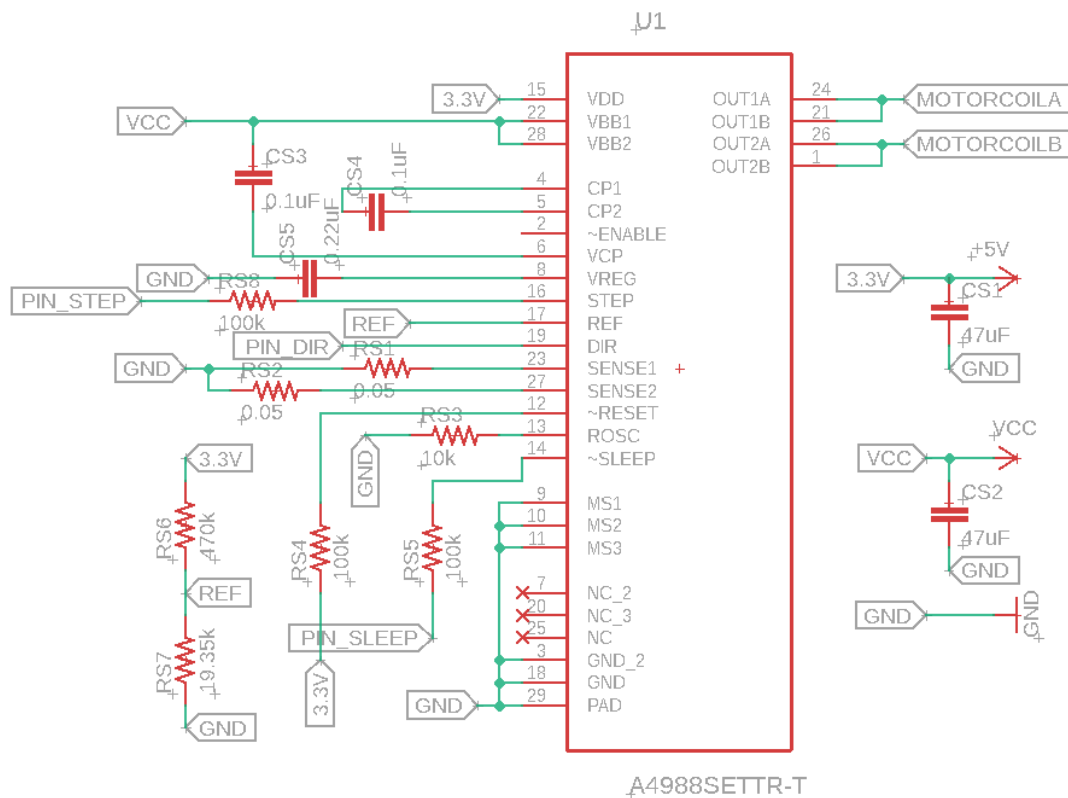 U1
3.3V 15 VDD OUT1A 24 MOTORCOILA
VCC 22 VBB1 OUT1B 21
28 VBB2 OUT2A 26 MOTORCOILB
OUT2B 1
CS3 0.1uF
CS4 0.1uF
4 CP1
5 CP2
2 ~ENABLE
6 VCP
CS5 0.22uF
GND 8 VREG
PIN_STEP RS8 100k 16 STEP
REF 17 REF
PIN_DIR 19 DIR
GND RS1 0.05 23 SENSE1
RS2 0.05 27 SENSE2
12 ~RESET
GND RS3 10k 13 ROSC
14 ~SLEEP
9 MS1
10 MS2
11 MS3
7 NC_2
20 NC_3
25 NC
3 GND_2
18 GND
GND 29 PAD
RS4 100k
3.3V
RS5 100k
PIN_SLEEP
3.3V
RS6 470k
REF
RS7 19.35k
GND
+5V
3.3V
CS1
47uF
GND
VCC
VCC
CS2
47uF
GND
GND GND
A4988SETTR-T